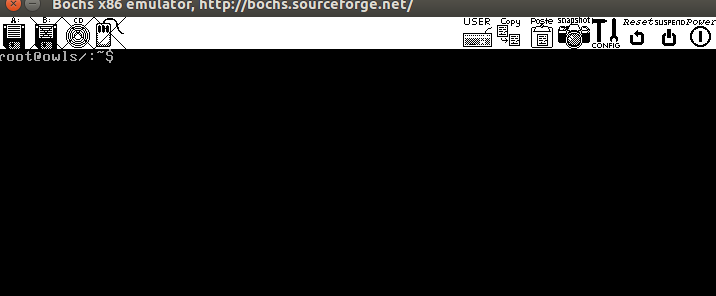 Bochs x86 emulator, http://bochs.sourceforge.net/
A: B: CD USER Copy Paste snapshot CONFIG Reset SUSPEND Power
root@owls/:~$